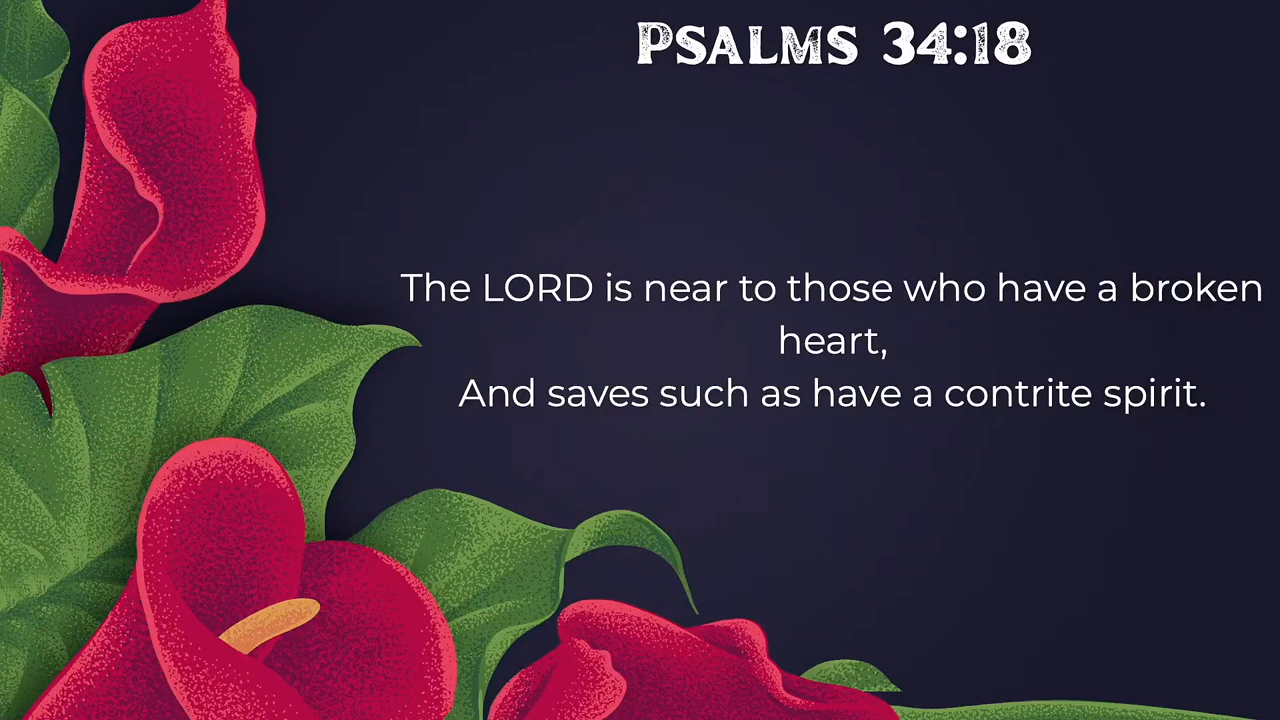 Psalms 34:18
The LORD is near to those who have a broken
heart,
And saves such as have a contrite spirit.